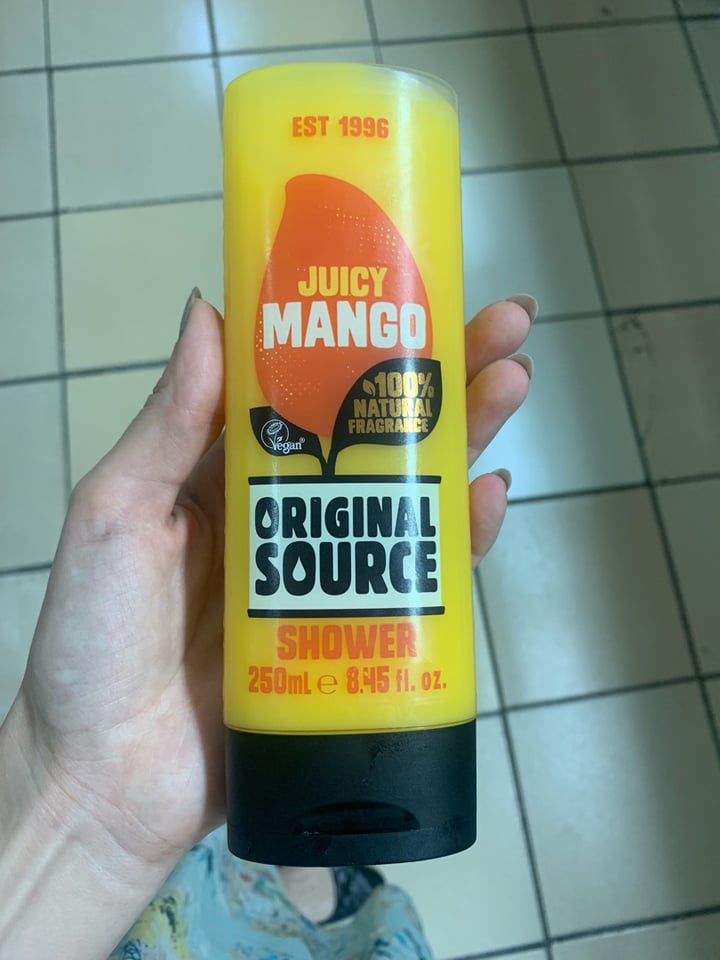 EST 1996
JUICY
MANGO
100%
NATURAL
FRAGRANCE
Vegan
ORIGINAL
SOURCE
SHOWER
250mL e 8.45 fl. oz.